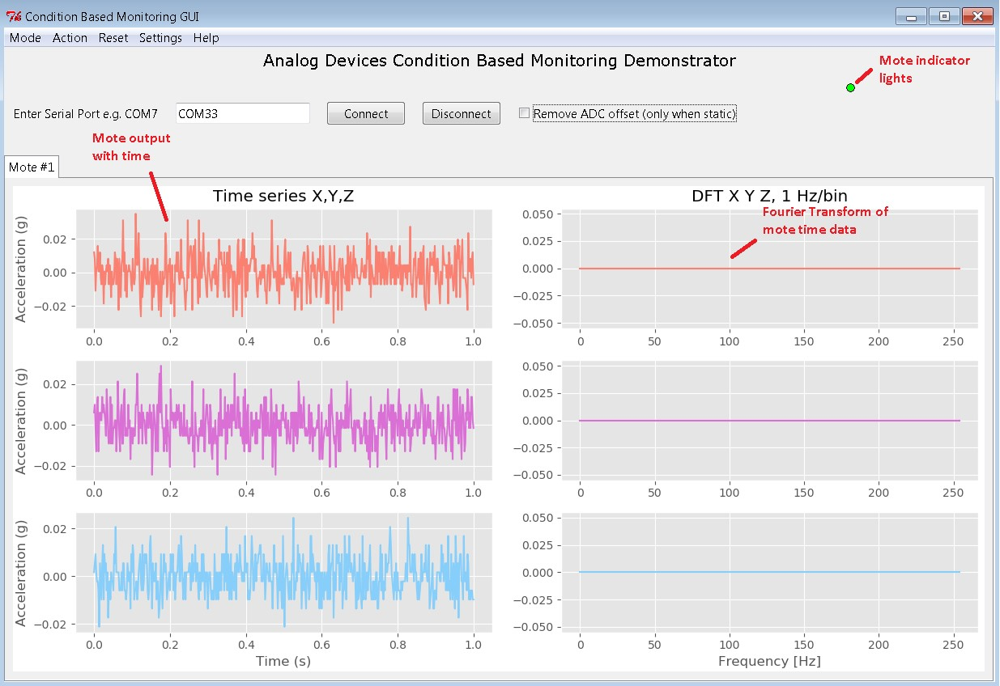 Condition Based Monitoring GUI
Mode Action Reset Settings Help
Analog Devices Condition Based Monitoring Demonstrator
Mote indicator
lights
Enter Serial Port e.g. COM7 COM33 Connect Disconnect Remove ADC offset (only when static)
Mote output
with time
Mote #1
Time series X,Y,Z
DFT X Y Z, 1 Hz/bin
Fourier Transform of
mote time data
Acceleration (g)
0.02
0.00
−0.02
0.0 0.2 0.4 0.6 0.8 1.0
0.050
0.025
0.000
−0.025
−0.050
0 50 100 150 200 250
Acceleration (g)
0.02
0.00
−0.02
0.0 0.2 0.4 0.6 0.8 1.0
0.050
0.025
0.000
−0.025
−0.050
0 50 100 150 200 250
Acceleration (g)
0.02
0.00
−0.02
0.0 0.2 0.4 0.6 0.8 1.0
Time (s)
0.050
0.025
0.000
−0.025
−0.050
0 50 100 150 200 250
Frequency [Hz]